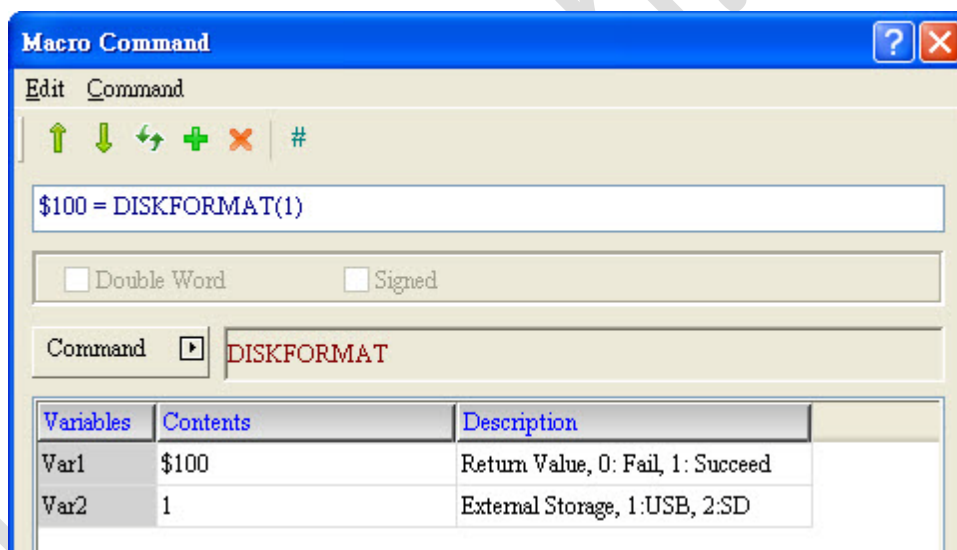 Macro Command
Edit Command
#
$100 = DISKFORMAT(1)
Double Word Signed
Command DISKFORMAT
Variables Contents Description
Var1 $100 Return Value, 0: Fail, 1: Succeed
Var2 1 External Storage, 1:USB, 2:SD